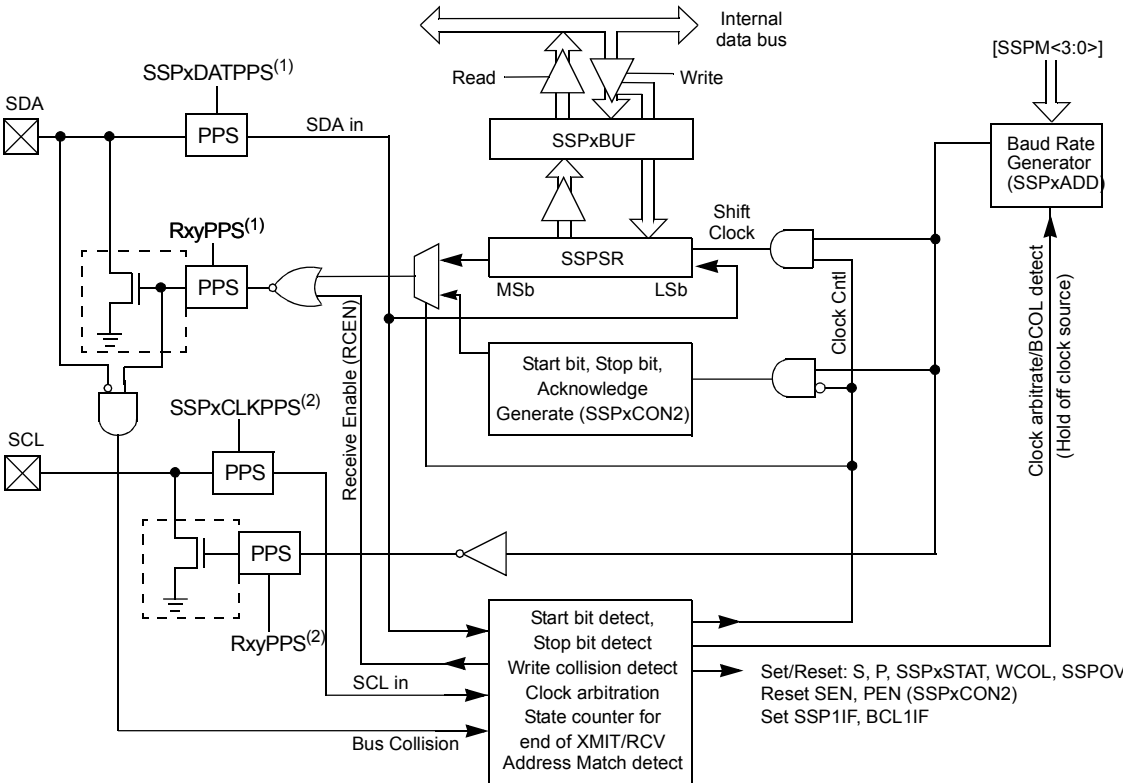 Internal
data bus
[SSPM<3:0>]
Read
Write
SSPxDATPPS(1)
SDA
PPS
SDA in
SSPxBUF
Baud Rate
Generator
(SSPxADD)
RxyPPS(1)
Shift
Clock
PPS
SSPSR
MSb
LSb
Clock Cntl
Clock arbitrate/BCOL detect
(Hold off clock source)
Receive Enable (RCEN)
Start bit, Stop bit,
Acknowledge
Generate (SSPxCON2)
SSPxCLKPPS(2)
SCL
PPS
PPS
RxyPPS(2)
SCL in
Bus Collision
Start bit detect,
Stop bit detect
Write collision detect
Clock arbitration
State counter for
end of XMIT/RCV
Address Match detect
Set/Reset: S, P, SSPxSTAT, WCOL, SSPOV
Reset SEN, PEN (SSPxCON2)
Set SSP1IF, BCL1IF